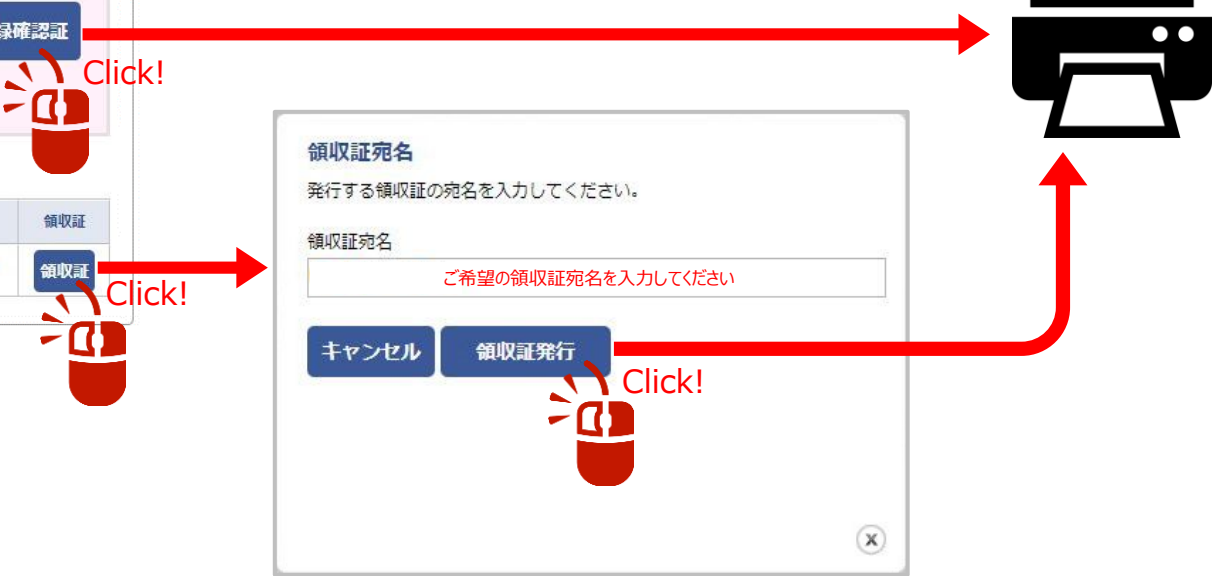 録確認証
Click!
領収証
領収証
Click!
領収証宛名
発行する領収証の宛名を入力してください。
領収証宛名
ご希望の領収証宛名を入力してください
キャンセル
領収証発行
Click!
x